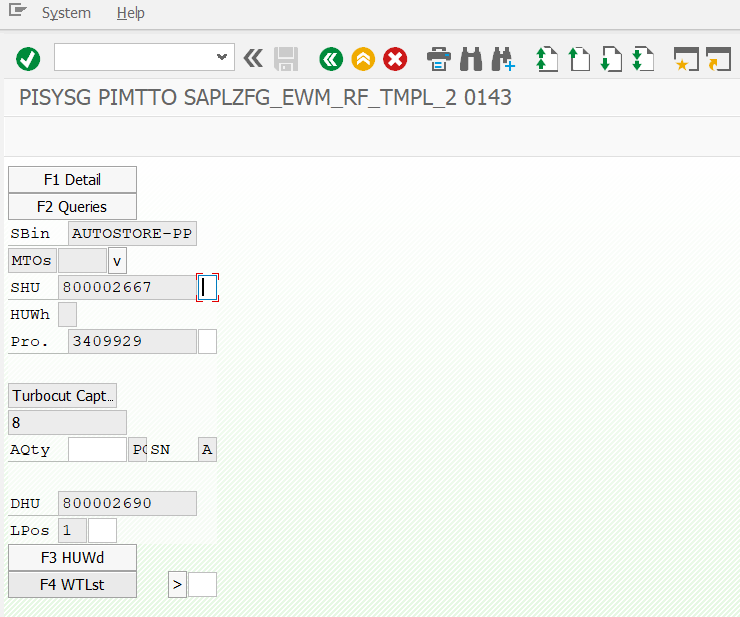 System Help
PISYSG PIMTTO SAPLZFG_EWM_RF_TMPL_2 0143
F1 Detail
F2 Queries
SBin AUTOSTORE-PP
MTOs v
SHU 800002667
HUWh
Pro. 3409929
Turbocut Capt...
8
AQty PC SN A
DHU 800002690
LPos 1
F3 HUWd
F4 WTLst >